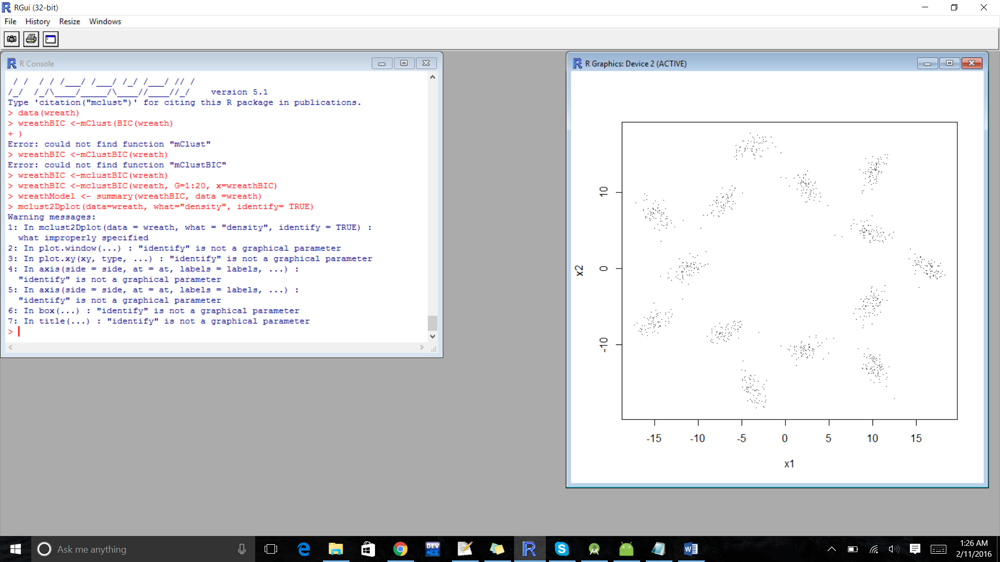 RGui (32-bit)
File History Resize Windows
R Console
/ / / / /___/ /___/ /_/ /___/ // /
/_/ /_/\____/_____/\____//____//_/ version 5.1
Type 'citation("mclust")' for citing this R package in publications.
> data(wreath)
> wreathBIC <-mClust(BIC(wreath)
+ )
Error: could not find function "mClust"
> wreathBIC <-mClustBIC(wreath)
Error: could not find function "mClustBIC"
> wreathBIC <-mclustBIC(wreath)
> wreathBIC <-mclustBIC(wreath, G=1:20, x=wreathBIC)
> wreathModel <- summary(wreathBIC, data =wreath)
> mclust2Dplot(data=wreath, what="density", identify= TRUE)
Warning messages:
1: In mclust2Dplot(data = wreath, what = "density", identify = TRUE) :
what improperly specified
2: In plot.window(...) : "identify" is not a graphical parameter
3: In plot.xy(xy, type, ...) : "identify" is not a graphical parameter
4: In axis(side = side, at = at, labels = labels, ...) :
"identify" is not a graphical parameter
5: In axis(side = side, at = at, labels = labels, ...) :
"identify" is not a graphical parameter
6: In box(...) : "identify" is not a graphical parameter
7: In title(...) : "identify" is not a graphical parameter
>
R Graphics: Device 2 (ACTIVE)
10
0
-10
x2
-15 -10 -5 0 5 10 15
x1
Ask me anything
DEV
1:26 AM
2/11/2016